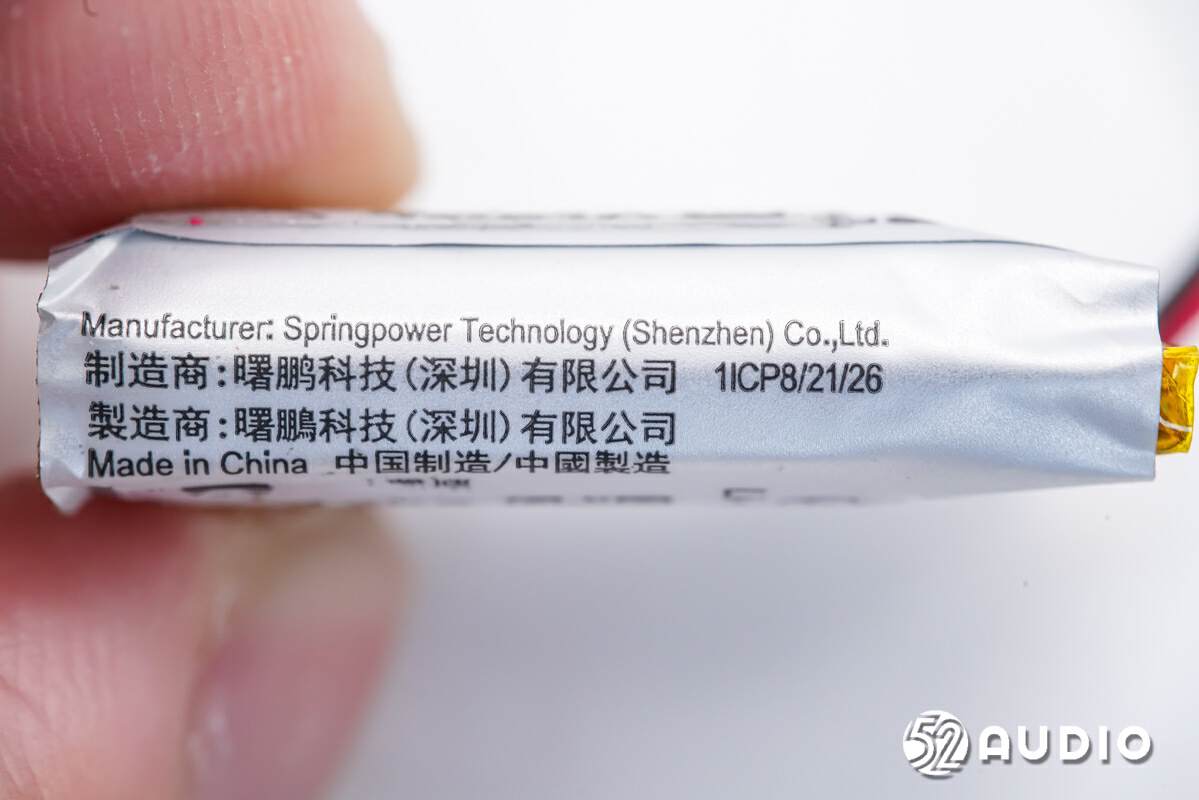 Manufacturer: Springpower Technology (Shenzhen) Co.,Ltd.
制造商:曙鹏科技(深圳)有限公司 1ICP8/21/26
製造商:曙鵬科技(深圳)有限公司
Made in China 中国制造/中國製造
52 AUDIO